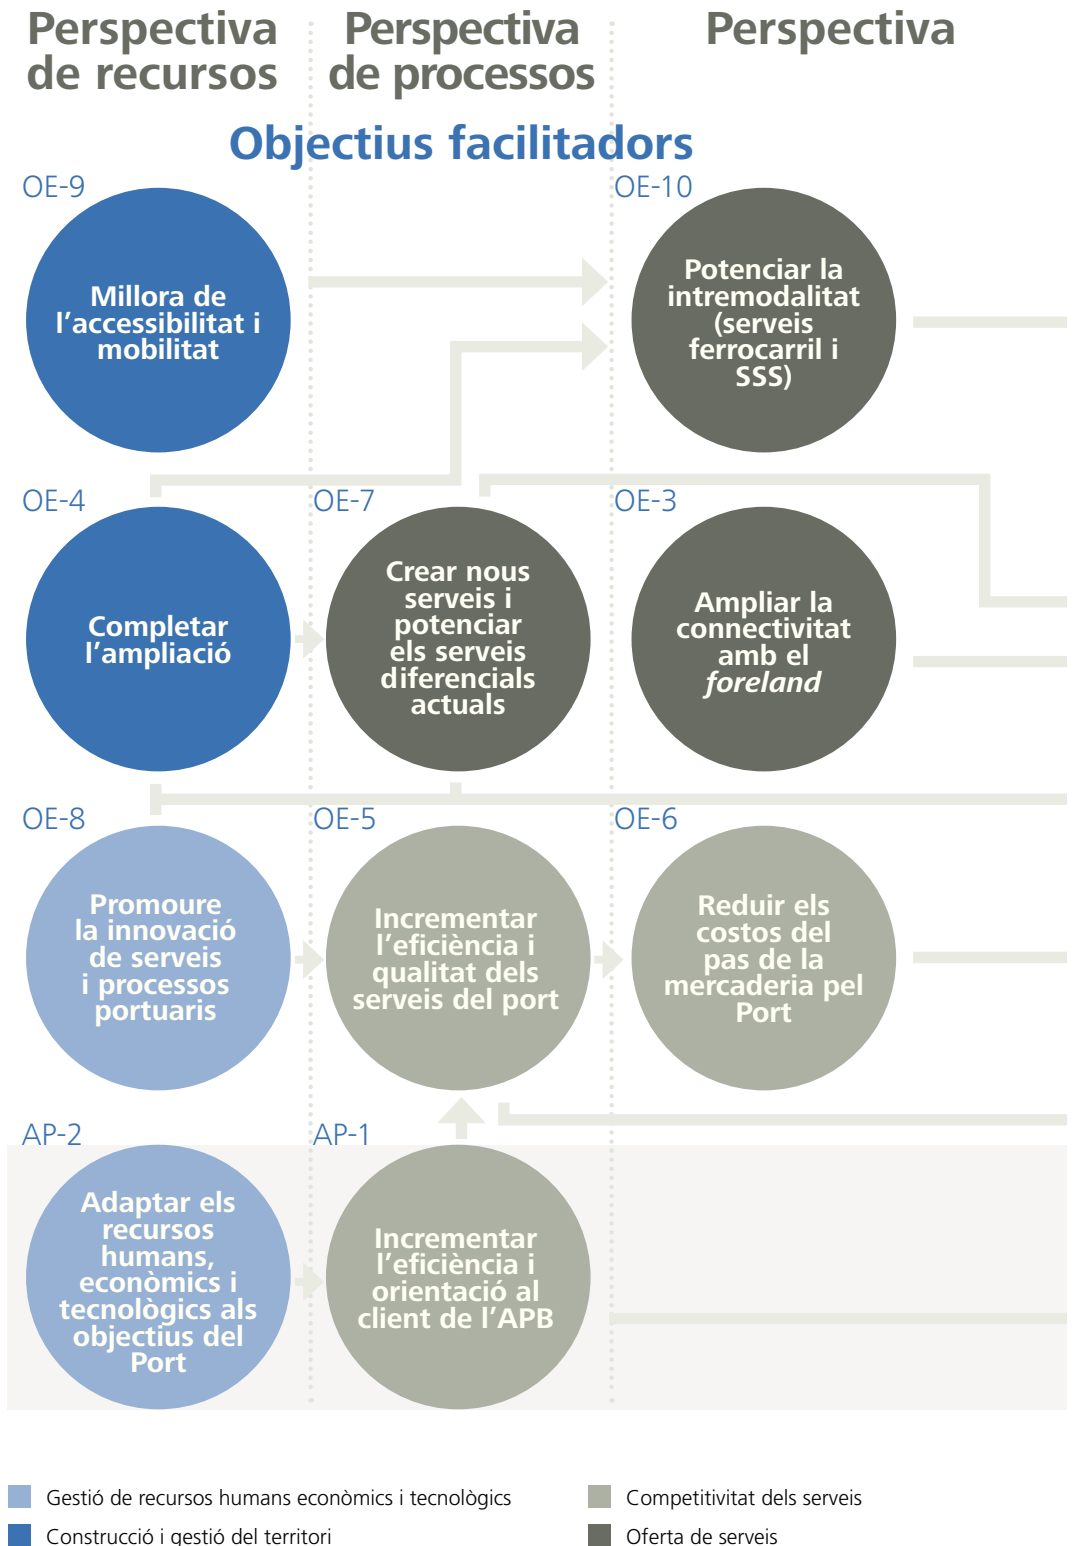 Perspectiva
de recursos
Perspectiva
de processos
Perspectiva
Objectius facilitadors
OE-9
Millora de
l’accessibilitat i
mobilitat
OE-10
Potenciar la
intremodalitat
(serveis
ferrocarril i
SSS)
OE-4
Completar
l’ampliació
OE-7
Crear nous
serveis i
potenciar
els serveis
diferencials
actuals
OE-3
Ampliar la
connectivitat
amb el
foreland
OE-8
Promoure
la innovació
de serveis
i processos
portuaris
OE-5
Incrementar
l’eficiència i
qualitat dels
serveis del port
OE-6
Reduir els
costos del
pas de la
mercaderia pel
Port
AP-2
Adaptar els
recursos
humans,
econòmics i
tecnològics als
objectius del
Port
AP-1
Incrementar
l’eficiència i
orientació al
client de l’APB
Gestió de recursos humans econòmics i tecnològics
Construcció i gestió del territori
Competitivitat dels serveis
Oferta de serveis